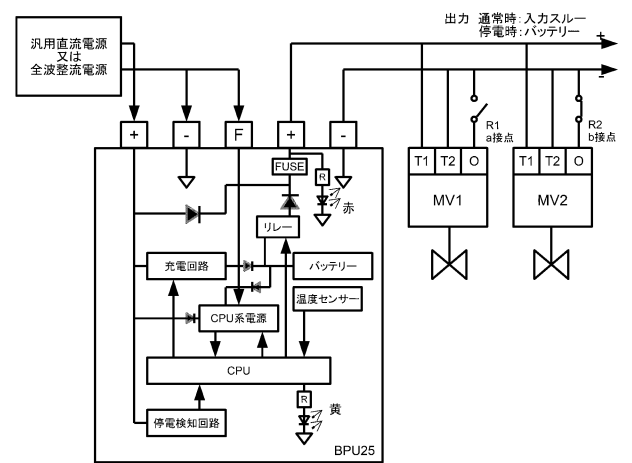 汎用直流電源
又は
全波整流電源
出力 通常時:入力スルー
停電時:バッテリー
+
-
+
-
F
+
-
R1
a接点
R2
b接点
T1
T2
O
MV1
T1
T2
O
MV2
FUSE
R
赤
リレー
充電回路
バッテリー
温度センサー
CPU系電源
CPU
停電検知回路
R
黄
BPU25